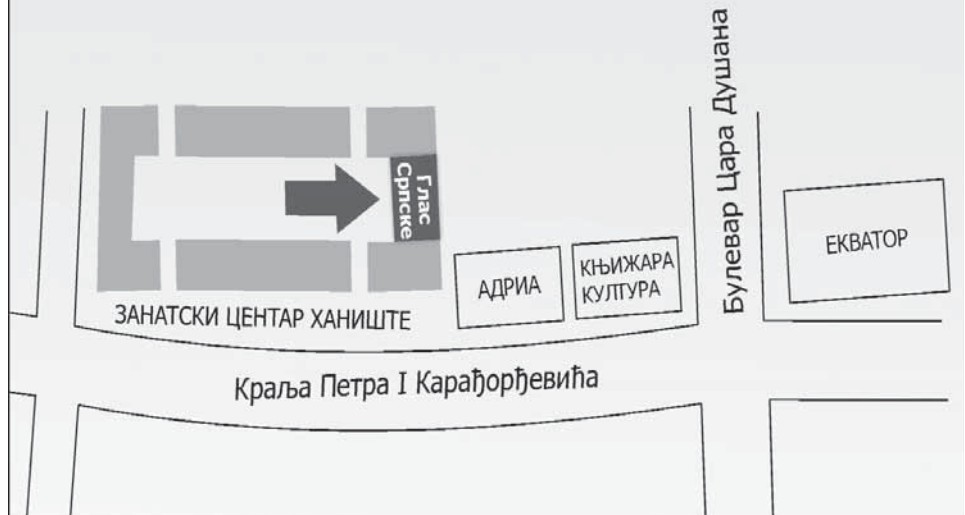 Булевар Цара Душана
Глас
Српске
ЕКВАТОР
АДРИА
КЊИЖАРА
КУЛТУРА
ЗАНАТСКИ ЦЕНТАР ХАНИШТЕ
Краља Петра I Карађорђевића